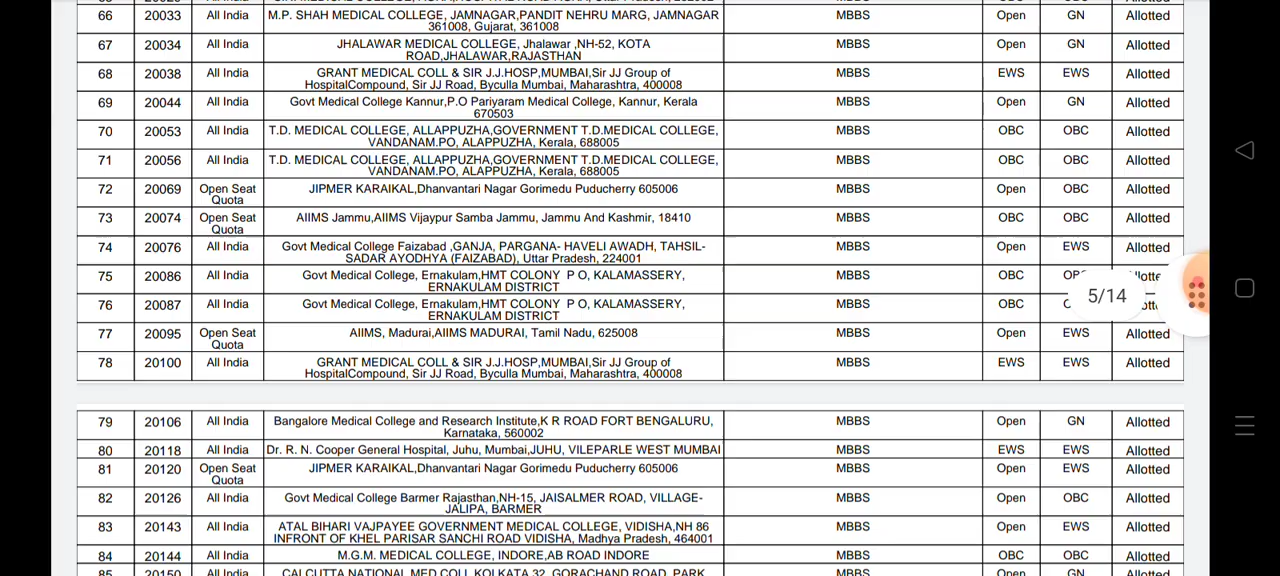 66 20033 All India M.P. SHAH MEDICAL COLLEGE, JAMNAGAR,PANDIT NEHRU MARG, JAMNAGAR MBBS Open GN Allotted
361008, Gujarat, 361008
67 20034 All India JHALAWAR MEDICAL COLLEGE, Jhalawar ,NH-52, KOTA MBBS Open GN Allotted
ROAD,JHALAWAR,RAJASTHAN
68 20038 All India GRANT MEDICAL COLL & SIR J.J.HOSP,MUMBAI,Sir JJ Group of MBBS EWS EWS Allotted
HospitalCompound, Sir JJ Road, Byculla Mumbai, Maharashtra, 400008
69 20044 All India Govt Medical College Kannur,P.O Pariyaram Medical College, Kannur, Kerala MBBS Open GN Allotted
670503
70 20053 All India T.D. MEDICAL COLLEGE, ALLAPPUZHA,GOVERNMENT T.D.MEDICAL COLLEGE, MBBS OBC OBC Allotted
VANDANAM.PO, ALAPPUZHA, Kerala, 688005
71 20056 All India T.D. MEDICAL COLLEGE, ALLAPPUZHA,GOVERNMENT T.D.MEDICAL COLLEGE, MBBS OBC OBC Allotted
VANDANAM.PO, ALAPPUZHA, Kerala, 688005
72 20069 Open Seat JIPMER KARAIKAL,Dhanvantari Nagar Gorimedu Puducherry 605006 MBBS Open OBC Allotted
Quota
73 20074 Open Seat AIIMS Jammu,AIIMS Vijaypur Samba Jammu, Jammu And Kashmir, 18410 MBBS OBC OBC Allotted
Quota
74 20076 All India Govt Medical College Faizabad ,GANJA, PARGANA- HAVELI AWADH, TAHSIL- MBBS Open EWS Allotted
SADAR AYODHYA (FAIZABAD), Uttar Pradesh, 224001
75 20086 All India Govt Medical College, Ernakulam,HMT COLONY P O, KALAMASSERY, MBBS OBC
ERNAKULAM DISTRICT
5/14
76 20087 All India Govt Medical College, Ernakulam,HMT COLONY P O, KALAMASSERY, MBBS OBC
ERNAKULAM DISTRICT
77 20095 Open Seat AIIMS, Madurai,AIIMS MADURAI, Tamil Nadu, 625008 MBBS Open EWS Allotted
Quota
78 20100 All India GRANT MEDICAL COLL & SIR J.J.HOSP,MUMBAI,Sir JJ Group of MBBS EWS EWS Allotted
HospitalCompound, Sir JJ Road, Byculla Mumbai, Maharashtra, 400008
79 20106 All India Bangalore Medical College and Research Institute,K R ROAD FORT BENGALURU, MBBS Open GN Allotted
Karnataka, 560002
80 20118 All India Dr. R. N. Cooper General Hospital, Juhu, Mumbai,JUHU, VILEPARLE WEST MUMBAI MBBS EWS EWS Allotted
81 20120 Open Seat JIPMER KARAIKAL,Dhanvantari Nagar Gorimedu Puducherry 605006 MBBS Open EWS Allotted
Quota
82 20126 All India Govt Medical College Barmer Rajasthan,NH-15, JAISALMER ROAD, VILLAGE- MBBS Open OBC Allotted
JALIPA, BARMER
83 20143 All India ATAL BIHARI VAJPAYEE GOVERNMENT MEDICAL COLLEGE, VIDISHA,NH 86 MBBS Open EWS Allotted
INFRONT OF KHEL PARISAR SANCHI ROAD VIDISHA, Madhya Pradesh, 464001
84 20144 All India M.G.M. MEDICAL COLLEGE, INDORE,AB ROAD INDORE MBBS OBC OBC Allotted
85 20150 All India CALCUTTA NATIONAL MED COLL KOLKATA 32, GORACHAND ROAD, PARK MBBS Open GN Allotted